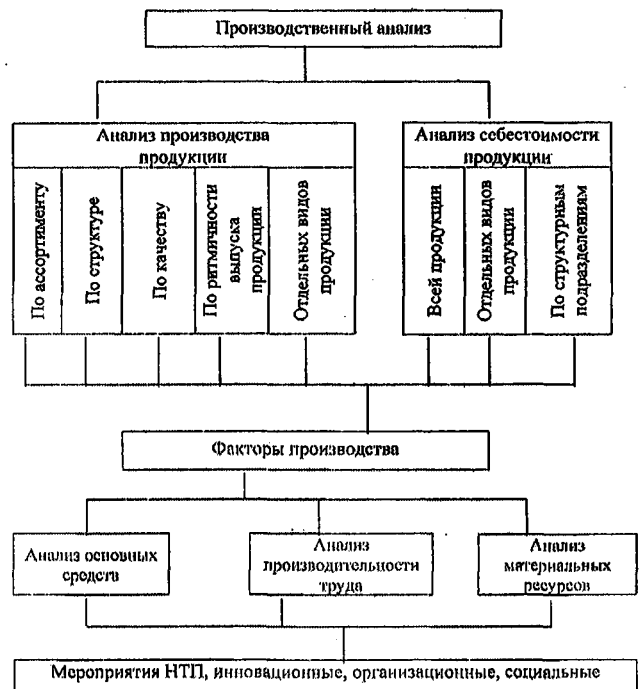 Производственный анализ
Анализ производства
продукции
Анализ себестоимости
продукции
По ассортименту
По структуре
По качеству
По ритмичности
выпуска
продукции
Отдельных видов
продукции
Всей продукции
Отдельных видов
продукции
По структурным
подразделениям
Факторы производства
Анализ основных
средств
Анализ
производительности
труда
Анализ
материальных
ресурсов
Мероприятия НТП, инновационные, организационные, социальные